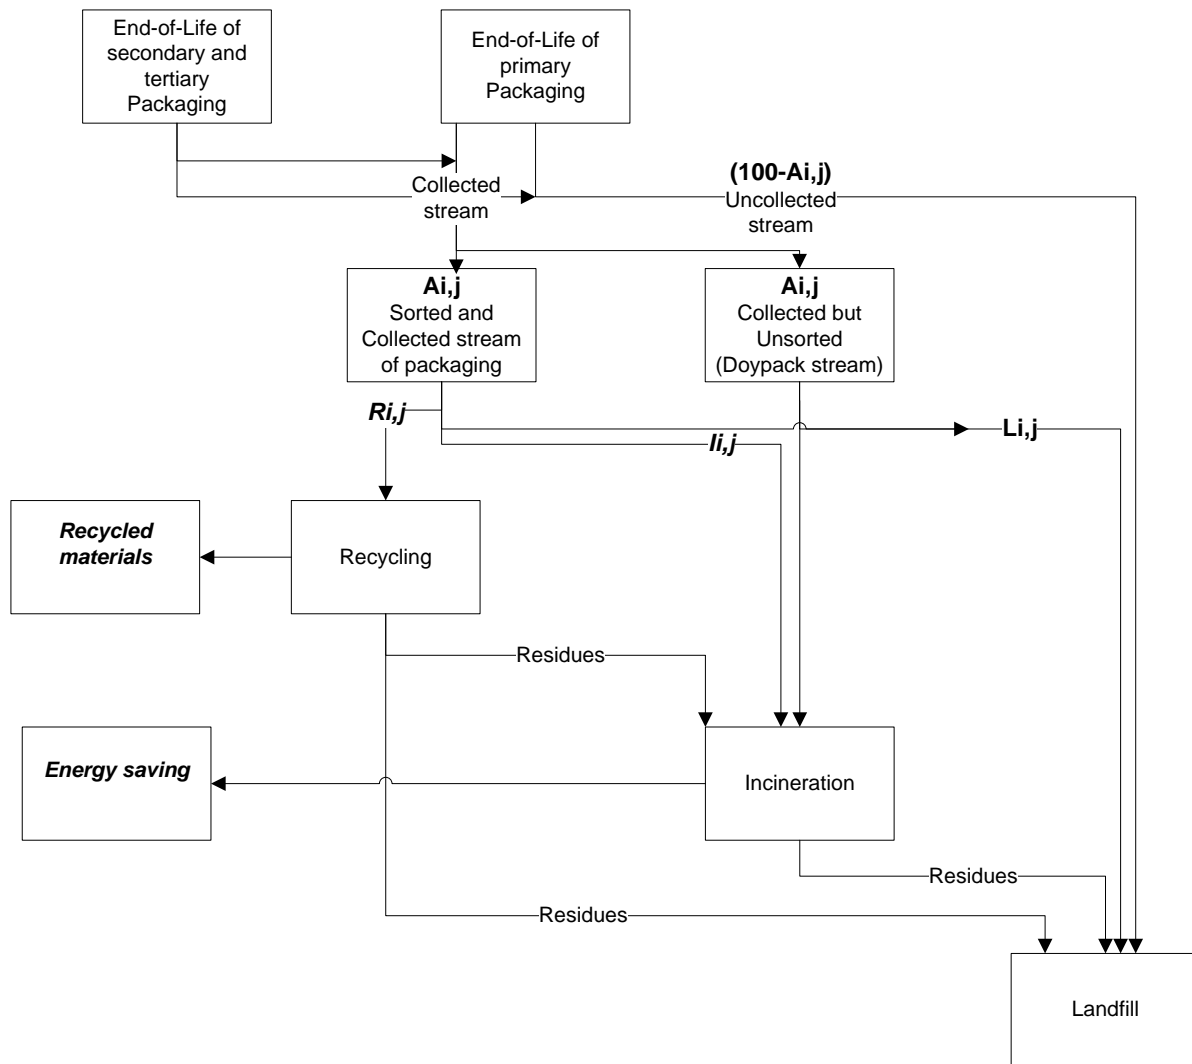 End-of-Life of
secondary and
tertiary
Packaging
End-of-Life of
primary
Packaging
Collected
stream
(100-Ai,j)
Uncollected
stream
Ai,j
Sorted and
Collected stream
of packaging
Ai,j
Collected but
Unsorted
(Doypack stream)
Ri,j
Ii,j
Li,j
Recycled
materials
Recycling
Residues
Energy saving
Incineration
Residues
Residues
Landfill